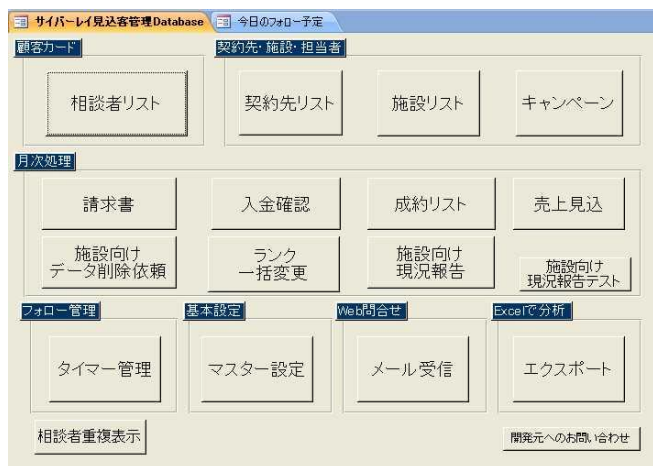 サイバーレイ見込客管理Database 今日のフォロー予定
顧客カード 契約先・施設・担当者
相談者リスト 契約先リスト 施設リスト キャンペーン
月次処理
請求書 入金確認 成約リスト 売上見込
施設向け
データ削除依頼
ランク
一括変更
施設向け
現況報告
施設向け
現況報告テスト
フォロー管理 基本設定 Web問合せ Excelで分析
タイマー管理 マスター設定 メール受信 エクスポート
相談者重複表示 開発元へのお問い合わせ